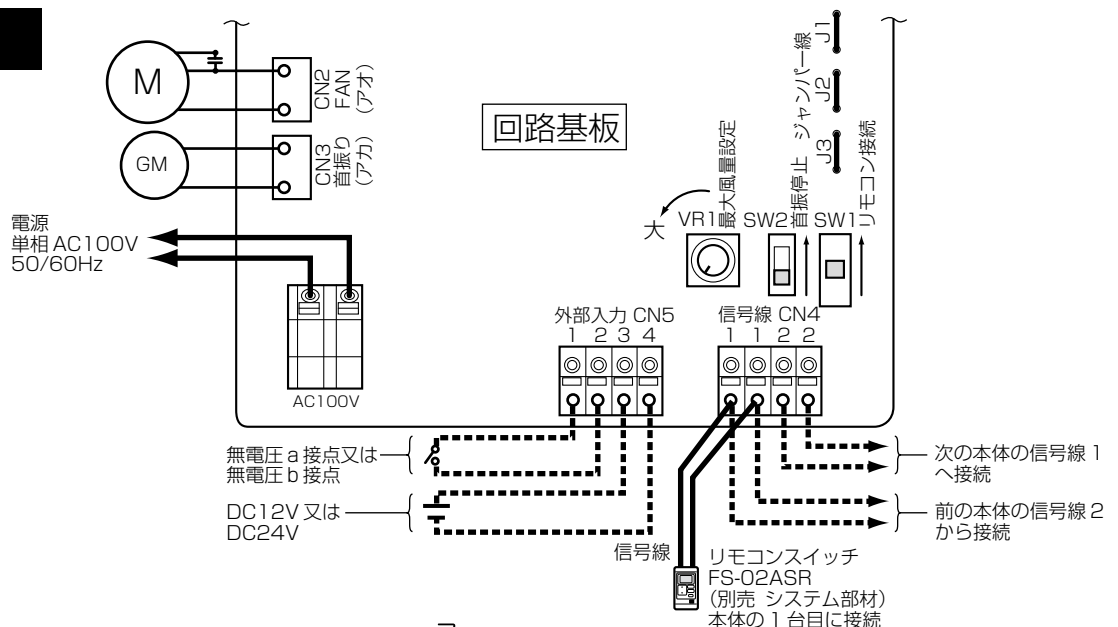 M
CN2
FAN
(アオ)
GM
CN3
首振り
(アカ)
回路基板
J1
J2
J3
ジャンパー線
電源
単相AC100V
50/60Hz
AC100V
大
VR1
最大風量設定
SW2
首振停止
SW1
リモコン接続
外部入力 CN5
1 2 3 4
信号線 CN4
1 1 2 2
無電圧a接点又は
無電圧b接点
DC12V又は
DC24V
次の本体の信号線1
へ接続
前の本体の信号線2
から接続
信号線
リモコンスイッチ
FS-02ASR
(別売 システム部材)
本体の1台目に接続